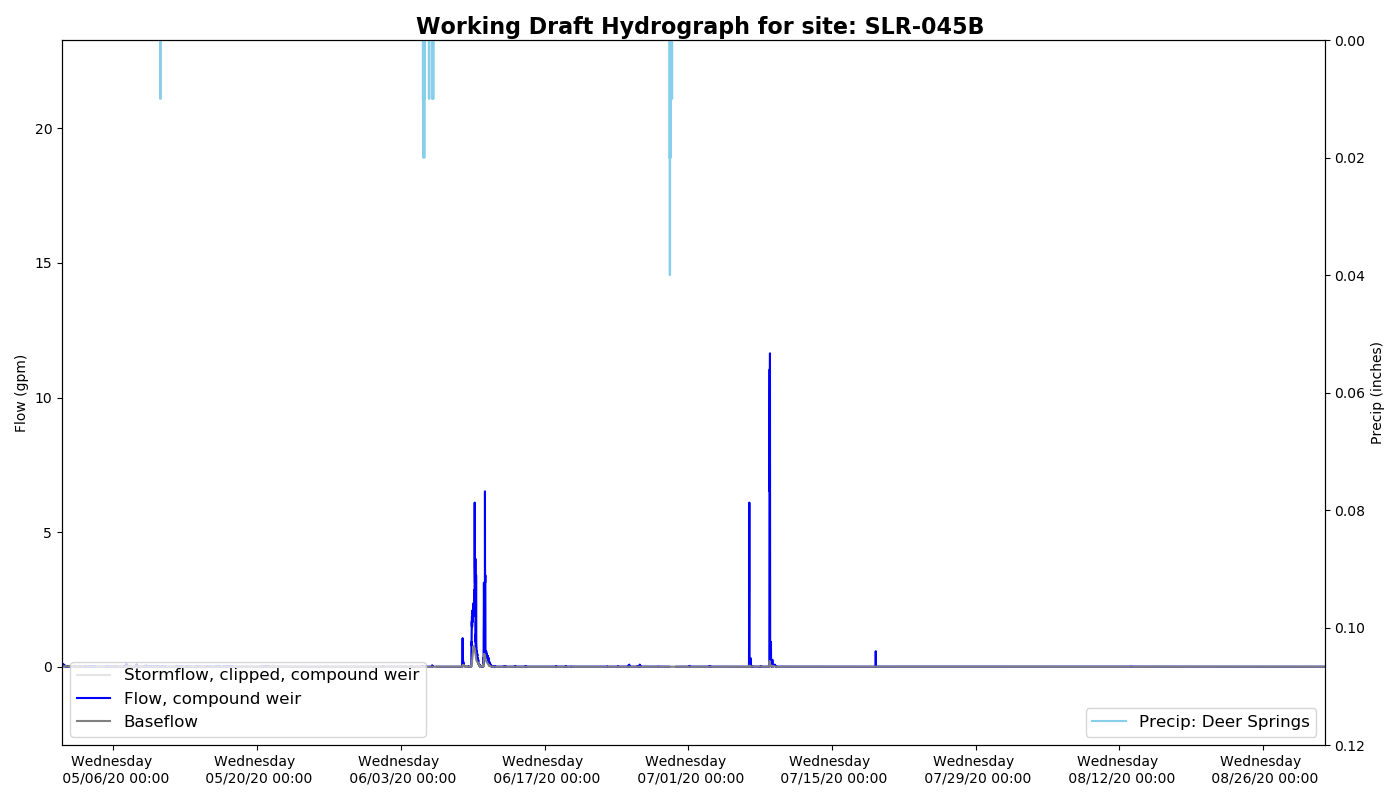 Working Draft Hydrograph for site: SLR-045B
Flow (gpm)
20
15
10
5
0
0.00
0.02
0.04
0.06
0.08
0.10
0.12
Precip (inches)
Stormflow, clipped, compound weir
Flow, compound weir
Baseflow
Precip: Deer Springs
Wednesday
05/06/20 00:00
Wednesday
05/20/20 00:00
Wednesday
06/03/20 00:00
Wednesday
06/17/20 00:00
Wednesday
07/01/20 00:00
Wednesday
07/15/20 00:00
Wednesday
07/29/20 00:00
Wednesday
08/12/20 00:00
Wednesday
08/26/20 00:00